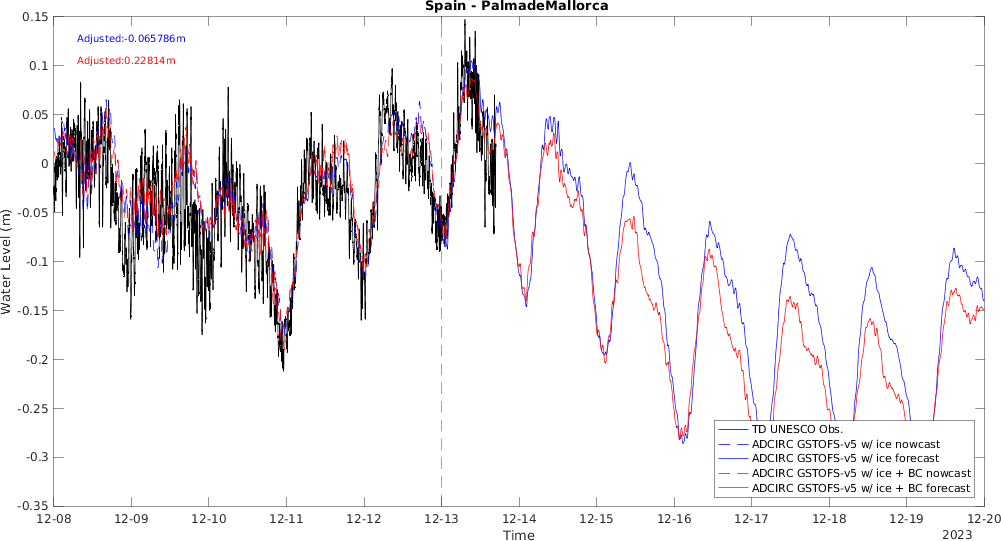 Spain - PalmadeMallorca
Adjusted:-0.065786m
Adjusted:0.22814m
0.15
0.1
0.05
0
-0.05
-0.1
-0.15
-0.2
-0.25
-0.3
-0.35
Water Level (m)
TD UNESCO Obs.
ADCIRC GSTOFS-v5 w/ ice nowcast
ADCIRC GSTOFS-v5 w/ ice forecast
ADCIRC GSTOFS-v5 w/ ice + BC nowcast
ADCIRC GSTOFS-v5 w/ ice + BC forecast
12-08 12-09 12-10 12-11 12-12 12-13 12-14 12-15 12-16 12-17 12-18 12-19 12-20
Time
2023